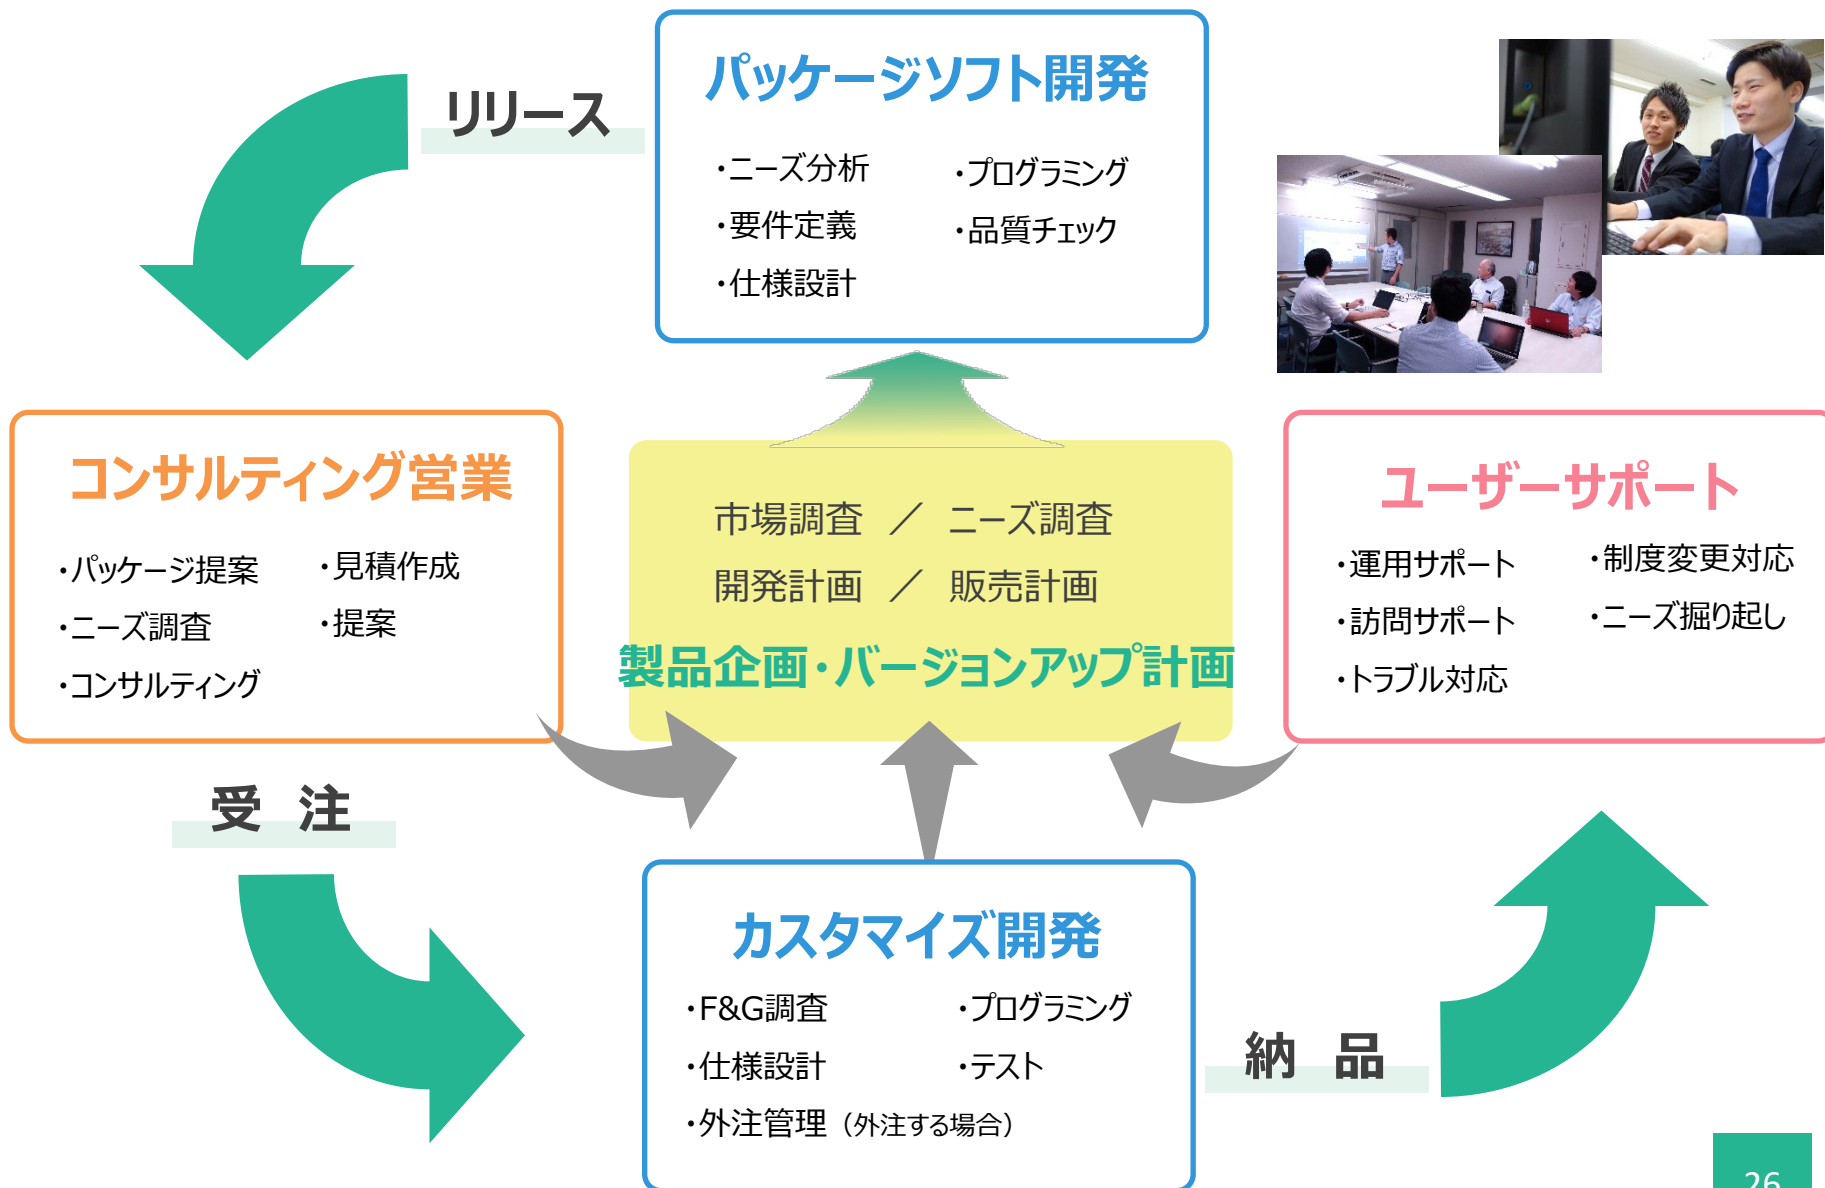 パッケージソフト開発
・ニーズ分析
・要件定義
・仕様設計
・プログラミング
・品質チェック
リリース
コンサルティング営業
・パッケージ提案
・ニーズ調査
・コンサルティング
・見積作成
・提案
市場調査 ／ ニーズ調査
開発計画 ／ 販売計画
製品企画・バージョンアップ計画
ユーザーサポート
・運用サポート
・訪問サポート
・トラブル対応
・制度変更対応
・ニーズ掘り起し
受 注
カスタマイズ開発
・F&G調査
・仕様設計
・外注管理（外注する場合）
・プログラミング
・テスト
納 品
26